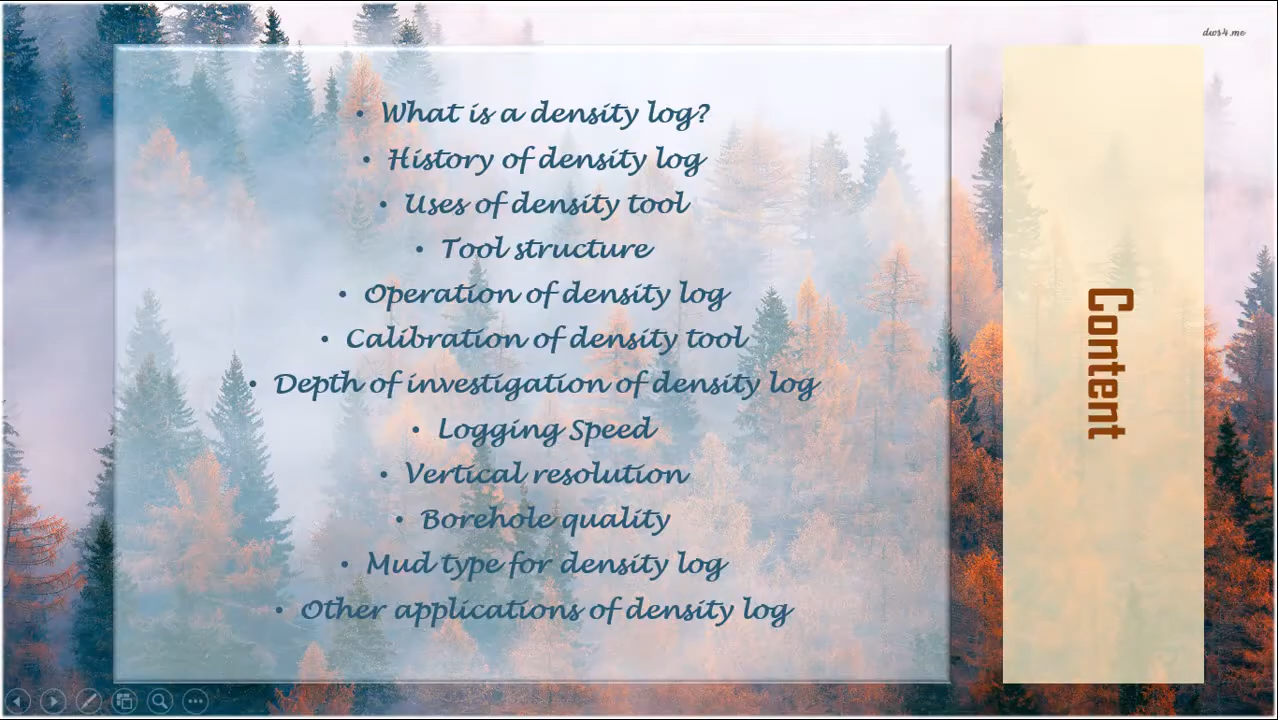 dws4.me
• What is a density log?
• History of density log
• Uses of density tool
• Tool structure
• Operation of density log
• Calibration of density tool
• Depth of investigation of density log
• Logging Speed
• Vertical resolution
• Borehole quality
• Mud type for density log
• Other applications of density log
Content